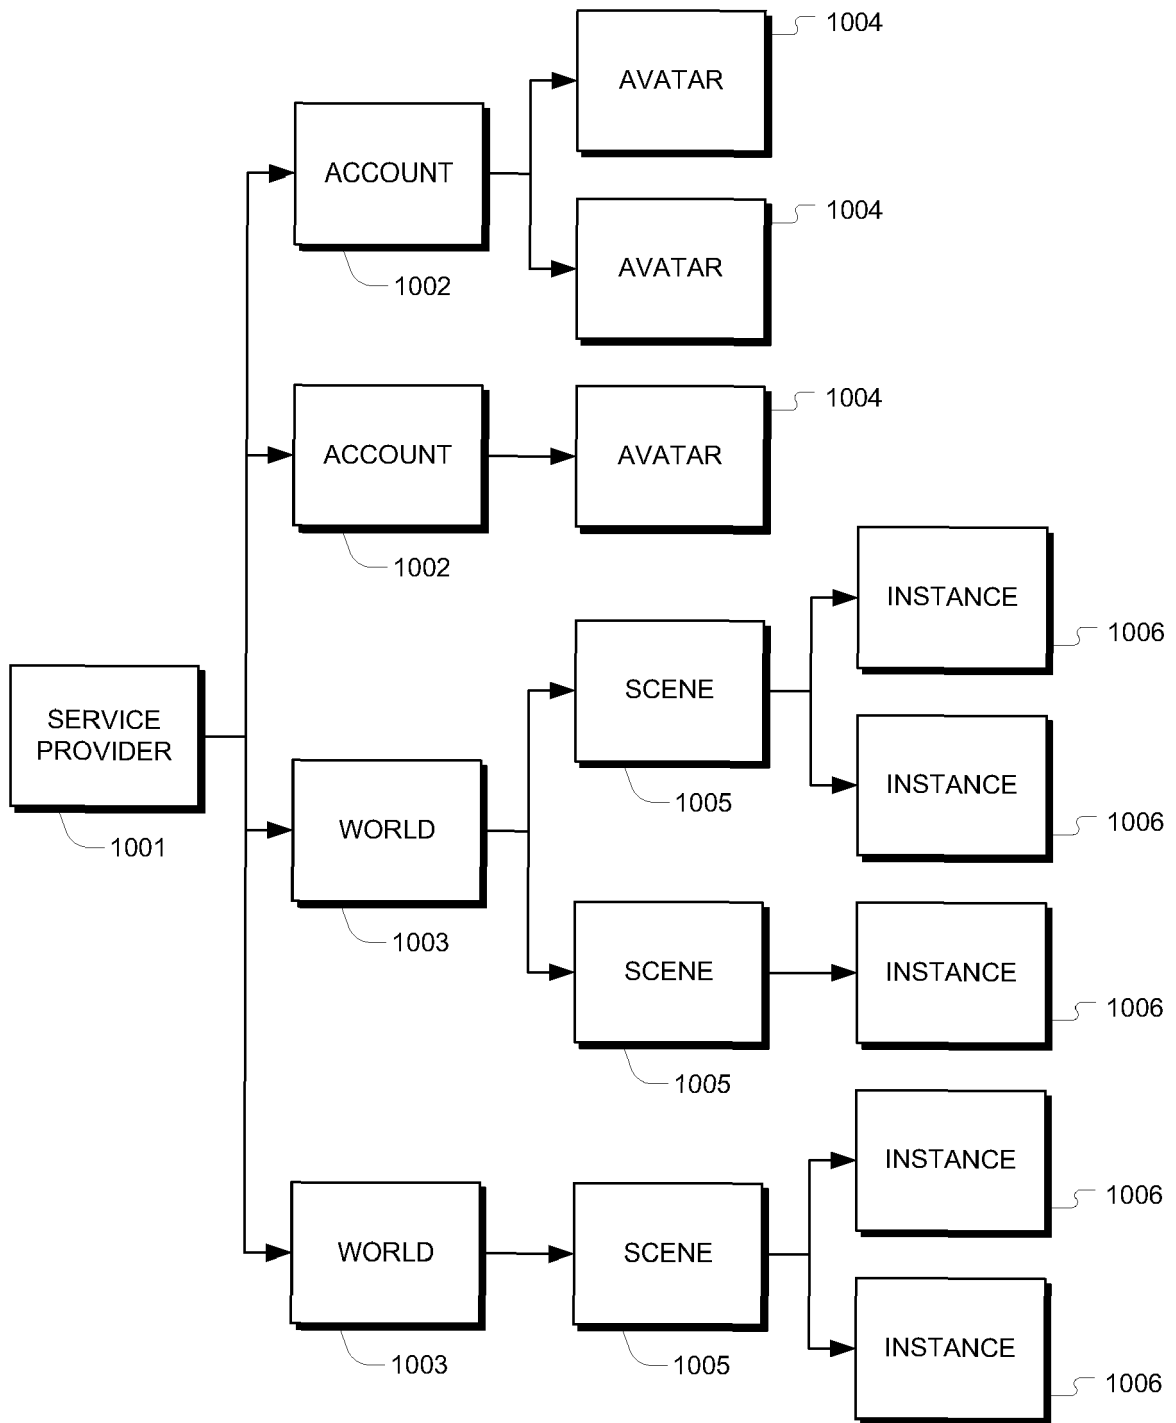 1004
AVATAR
ACCOUNT
1004
AVATAR
1002
1004
ACCOUNT
AVATAR
1002
INSTANCE
1006
SCENE
SERVICE
PROVIDER
INSTANCE
1005
1006
WORLD
1001
1003
SCENE
INSTANCE
1006
1005
INSTANCE
1006
WORLD
SCENE
INSTANCE
1003
1005
1006